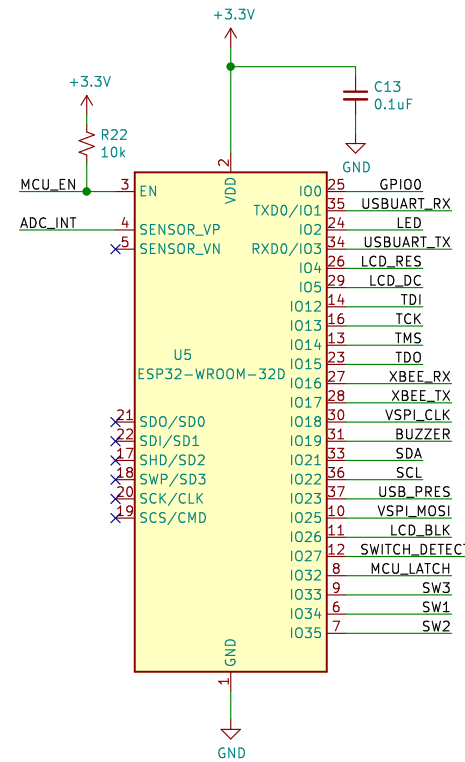 +3.3V
+3.3V
C13
0.1uF
R22
10k
GND
2
VDD
MCU_EN 3 EN
IO0 25 GPIO0
TXD0/IO1 35 USBUART_RX
ADC_INT 4 SENSOR_VP
IO2 24 LED
5 SENSOR_VN
RXD0/IO3 34 USBUART_TX
IO4 26 LCD_RES
IO5 29 LCD_DC
IO12 14 TDI
IO13 16 TCK
IO14 13 TMS
IO15 23 TDO
U5
ESP32-WROOM-32D
IO16 27 XBEE_RX
IO17 28 XBEE_TX
21 SDO/SD0
IO18 30 VSPI_CLK
22 SDI/SD1
IO19 31 BUZZER
17 SHD/SD2
IO21 33 SDA
18 SWP/SD3
IO22 36 SCL
20 SCK/CLK
IO23 37 USB_PRES
19 SCS/CMD
IO25 10 VSPI_MOSI
IO26 11 LCD_BLK
IO27 12 SWITCH_DETECT
IO32 8 MCU_LATCH
IO33 9 SW3
IO34 6 SW1
IO35 7 SW2
GND
1
GND